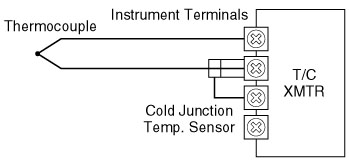 Instrument Terminals
Thermocouple
T/C
XMTR
Cold Junction
Temp. Sensor